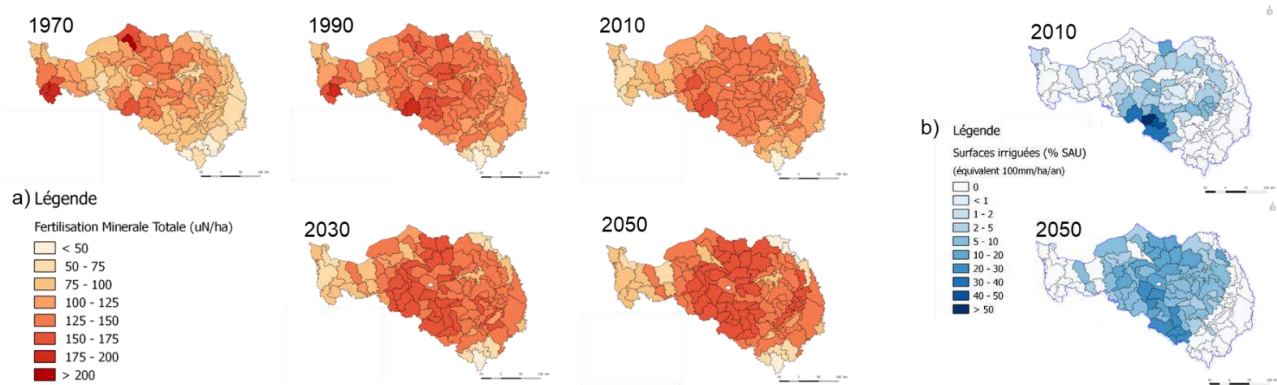 1970
1990
2010
2030
2050
a) Légende
Fertilisation Minerale Totale (uN/ha)
< 50
50 - 75
75 - 100
100 - 125
125 - 150
150 - 175
175 - 200
> 200
2010
2050
b) Légende
Surfaces irriguées (% SAU)
(équivalent 100mm/ha/an)
0
< 1
1 - 2
2 - 5
5 - 10
10 - 20
20 - 30
30 - 40
40 - 50
> 50